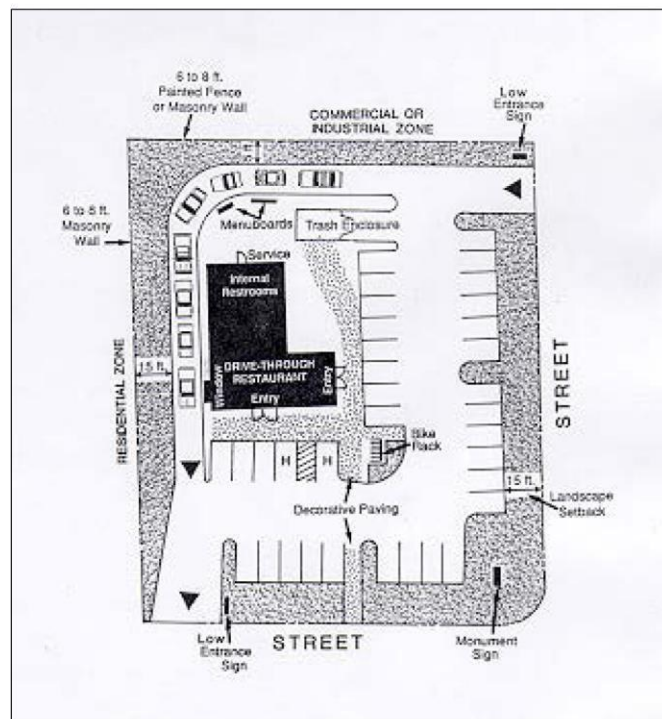 6 to 8 ft.
Painted Fence
or Masonry Wall
COMMERCIAL OR
INDUSTRIAL ZONE
Low
Entrance
Sign
6 to 8 ft.
Masonry
Wall
Menuboards
Trash Enclosure
Service
Internal
Restrooms
DRIVE-THROUGH
RESTAURANT
Window
Entry
Entry
RESIDENTIAL ZONE
15 ft.
STREET
Bike
Rack
H
H
15 ft.
Landscape
Setback
Decorative Paving
Low
Entrance
Sign
STREET
Monument
Sign